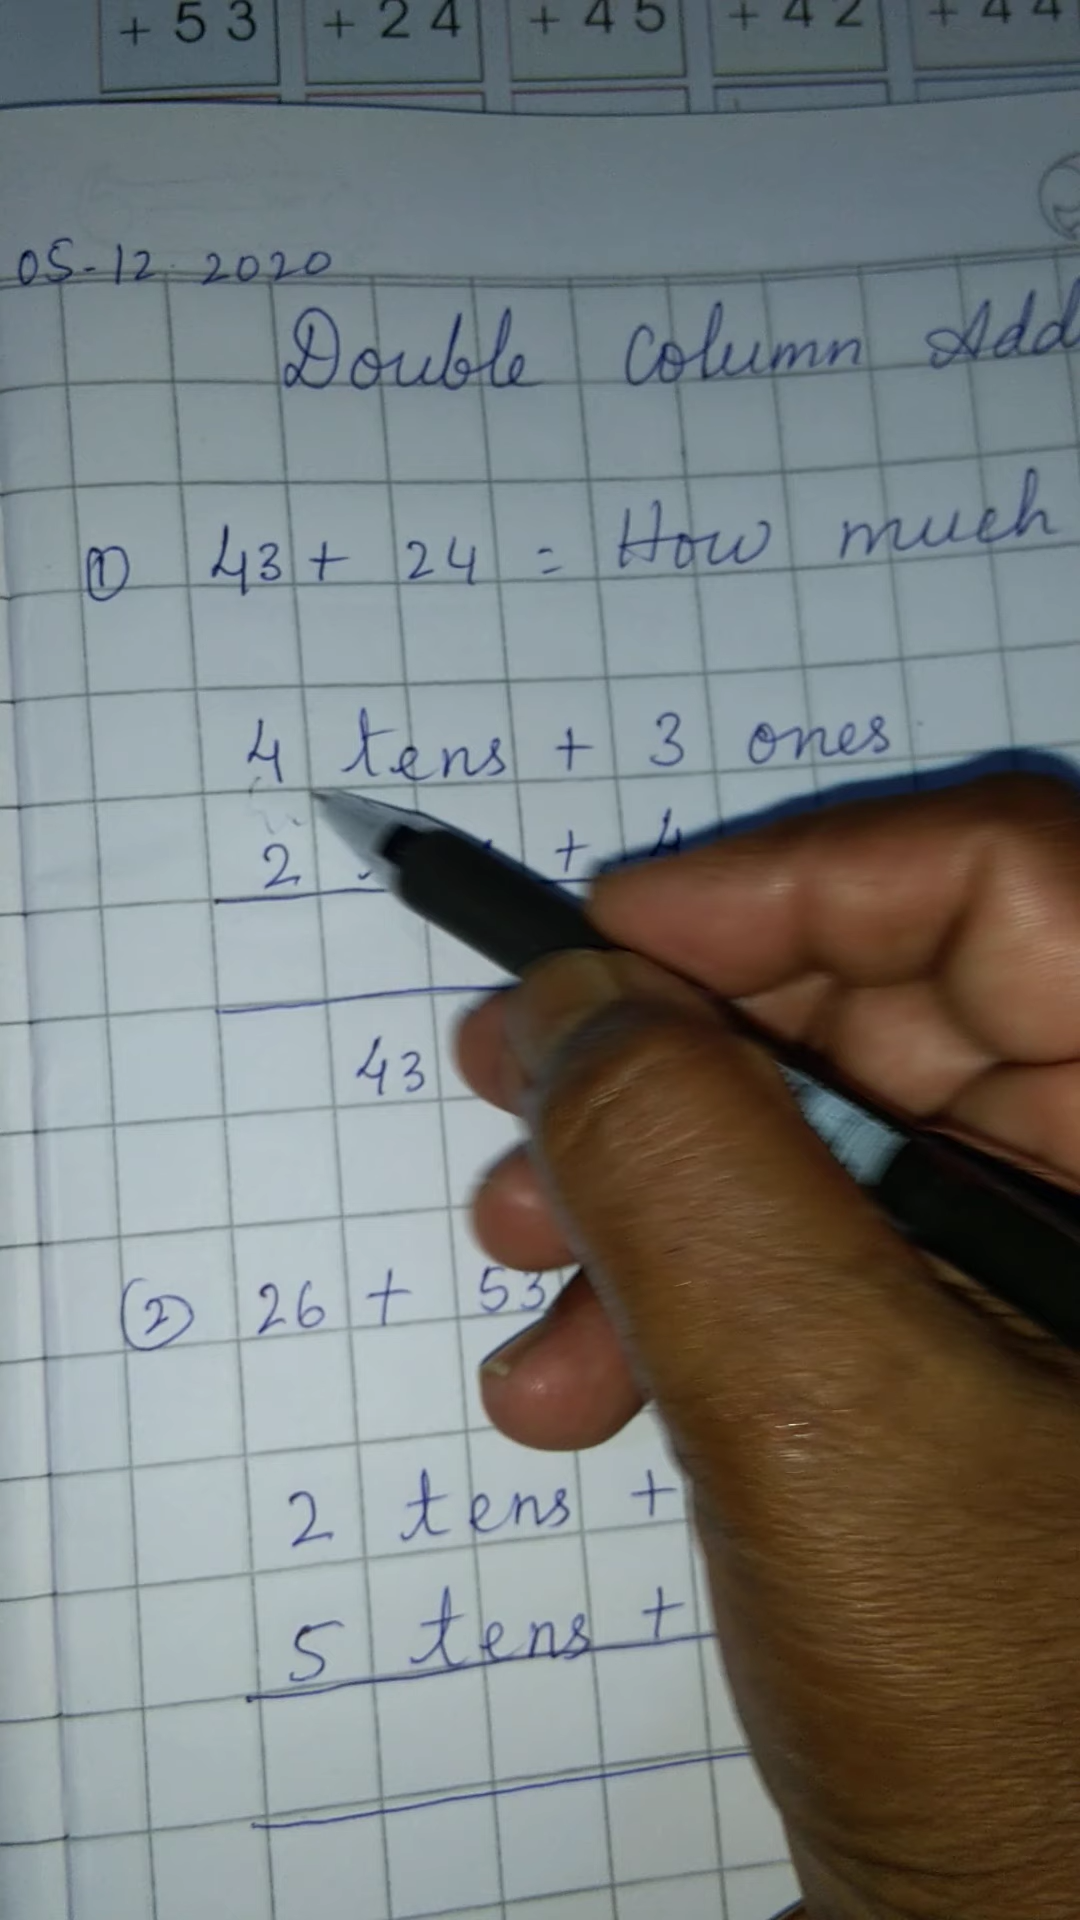 +53 +24 +45 +42 +44
05-12-2020
Double Column Add
① 43 + 24 = How much
4 tens + 3 ones
2 + 4
43
② 26 + 53
2 tens +
5 tens +